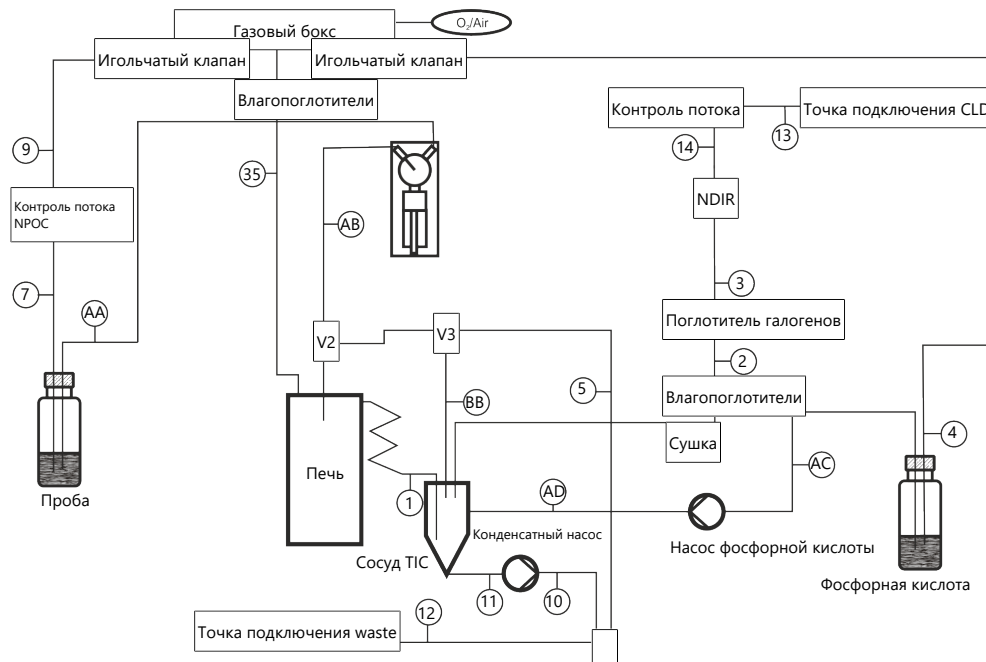 Газовый бокс
O₂/Air
Игольчатый клапан
Игольчатый клапан
Влагопоглотители
Контроль потока
Точка подключения CLD
13
9
35
14
AB
NDIR
Контроль потока
NPOC
7
AA
3
Поглотитель галогенов
V2
V3
2
5
BB
Влагопоглотители
Сушка
4
Печь
AC
1
AD
Проба
Конденсатный насос
Насос фосфорной кислоты
Сосуд TIC
Фосфорная кислота
11
10
12
Точка подключения waste